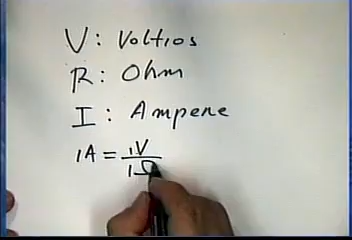 V: Voltios
R: Ohm
I: Ampere
1A = 1V/1Ω